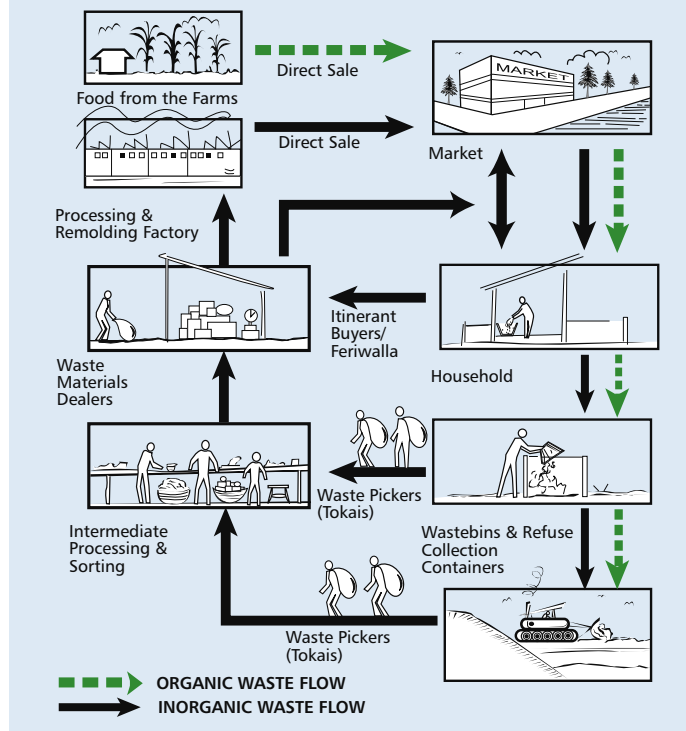 MARKET
Direct Sale
Food from the Farms
Direct Sale
Market
Processing &
Remolding Factory
Itinerant
Buyers/
Feriwalla
Waste
Materials
Dealers
Household
Waste Pickers
(Tokais)
Intermediate
Processing &
Sorting
Wastebins & Refuse
Collection
Containers
Waste Pickers
(Tokais)
ORGANIC WASTE FLOW
INORGANIC WASTE FLOW